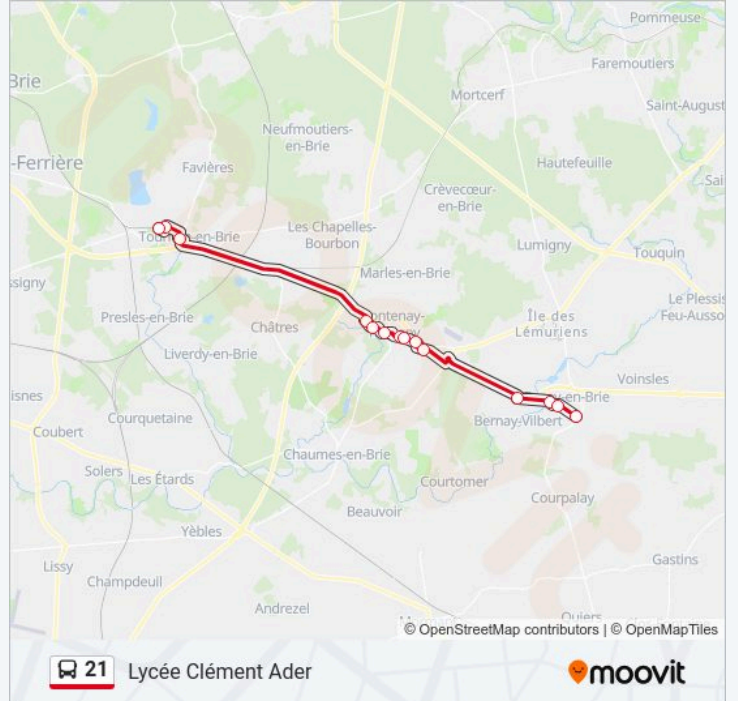 Pommeuse
Faremoutiers
Brie
Mortcerf
Saint-August
Neufmoutiers-
en-Brie
-Ferrière
Favières
Hautefeuille
Sai
Crèvecœur-
en-Brie
Les Chapelles-
Bourbon
Lumigny
Touquin
Marles-en-Brie
ssigny
Le Plessis
Feu-Ausso
Presles-en-Brie
Châtres
Île des
Lémuriens
Liverdy-en-Brie
Voinsles
y-en-Brie
isnes
Courquetaine
Bernay-Vilbert
Coubert
Chaumes-en-Brie
Solers
Les Étards
Courtomer
Courpalay
Beauvoir
Yèbles
Gastins
Lissy
Champdeuil
Andrezel
© OpenStreetMap contributors | © OpenMapTiles
21 Lycée Clément Ader
moovit